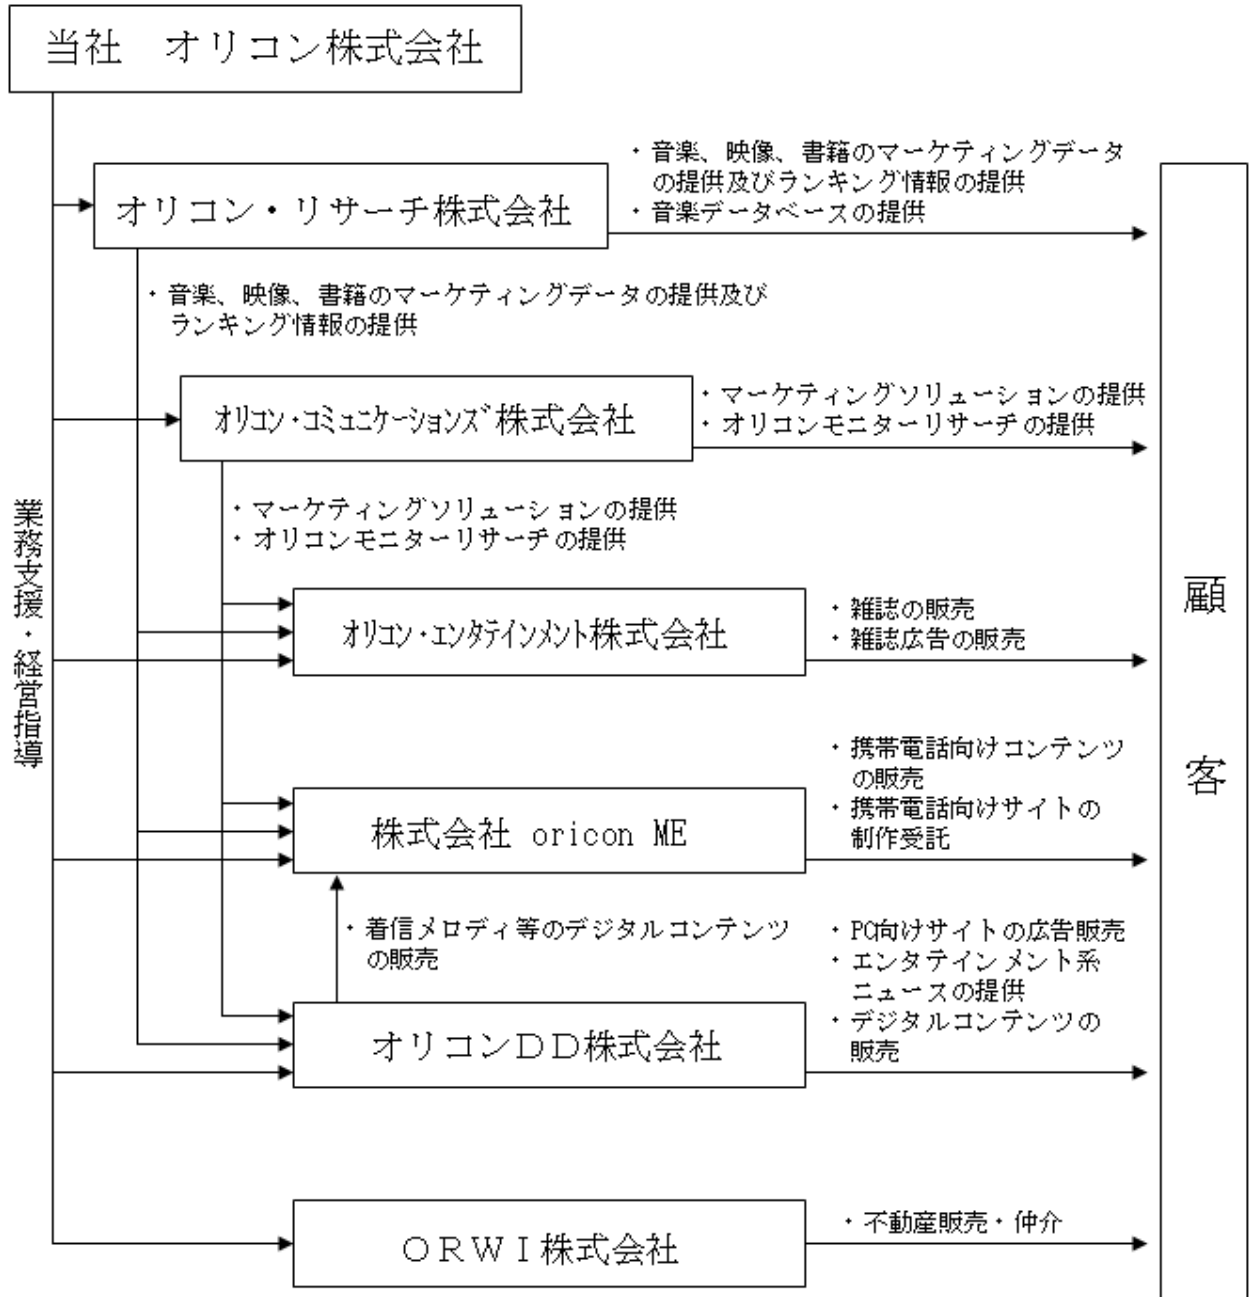 当社　オリコン株式会社
・音楽、映像、書籍のマーケティングデータ
の提供及びランキング情報の提供
・音楽データベースの提供
オリコン・リサーチ株式会社
・音楽、映像、書籍のマーケティングデータの提供及び
ランキング情報の提供
オリコン・コミュニケーションズ株式会社
・マーケティングソリューションの提供
・オリコンモニターリサーチの提供
・マーケティングソリューションの提供
・オリコンモニターリサーチの提供
業務支援・経営指導
オリコン・エンタテインメント株式会社
・雑誌の販売
・雑誌広告の販売
顧客
・携帯電話向けコンテンツ
の販売
・携帯電話向けサイトの
制作受託
株式会社 oricon ME
・着信メロディ等のデジタルコンテンツ
の販売
・PC向けサイトの広告販売
・エンタテインメント系
ニュースの提供
・デジタルコンテンツの
販売
オリコンＤＤ株式会社
・不動産販売・仲介
ＯＲＷＩ株式会社